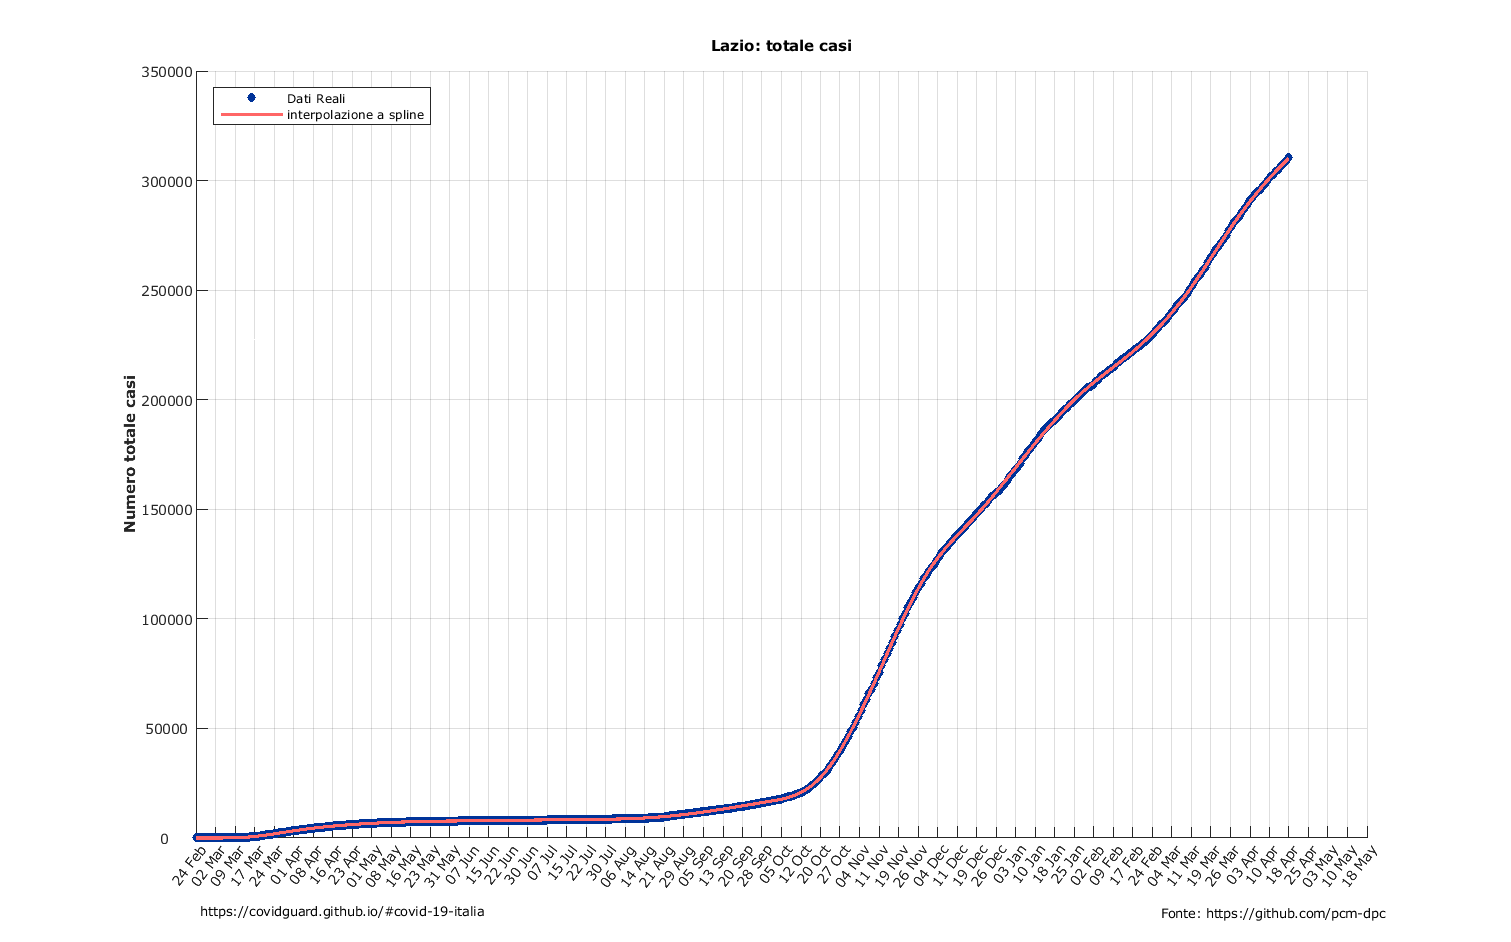 Lazio: totale casi
350000
300000
250000
200000
150000
100000
50000
0
Dati Reali
interpolazione a spline
Numero totale casi
24 Feb
02 Mar
09 Mar
17 Mar
24 Mar
01 Apr
08 Apr
16 Apr
23 Apr
01 May
08 May
16 May
23 May
31 May
07 Jun
15 Jun
22 Jun
30 Jun
07 Jul
15 Jul
22 Jul
30 Jul
06 Aug
14 Aug
21 Aug
29 Aug
05 Sep
13 Sep
20 Sep
28 Sep
05 Oct
12 Oct
20 Oct
27 Oct
04 Nov
11 Nov
19 Nov
26 Nov
04 Dec
11 Dec
19 Dec
26 Dec
03 Jan
10 Jan
18 Jan
25 Jan
02 Feb
09 Feb
17 Feb
24 Feb
04 Mar
11 Mar
19 Mar
26 Mar
03 Apr
10 Apr
18 Apr
25 Apr
03 May
10 May
18 May
https://covidguard.github.io/#covid-19-italia
Fonte: https://github.com/pcm-dpc